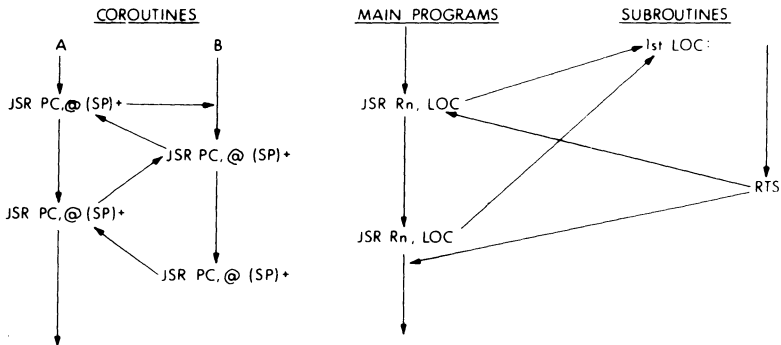 COROUTINES
A
B
JSR PC,@ (SP)+
JSR PC,@ (SP)+
JSR PC,@ (SP)+
JSR PC,@ (SP)+
MAIN PROGRAMS
JSR Rn, LOC
JSR Rn, LOC
SUBROUTINES
1st LOC:
RTS